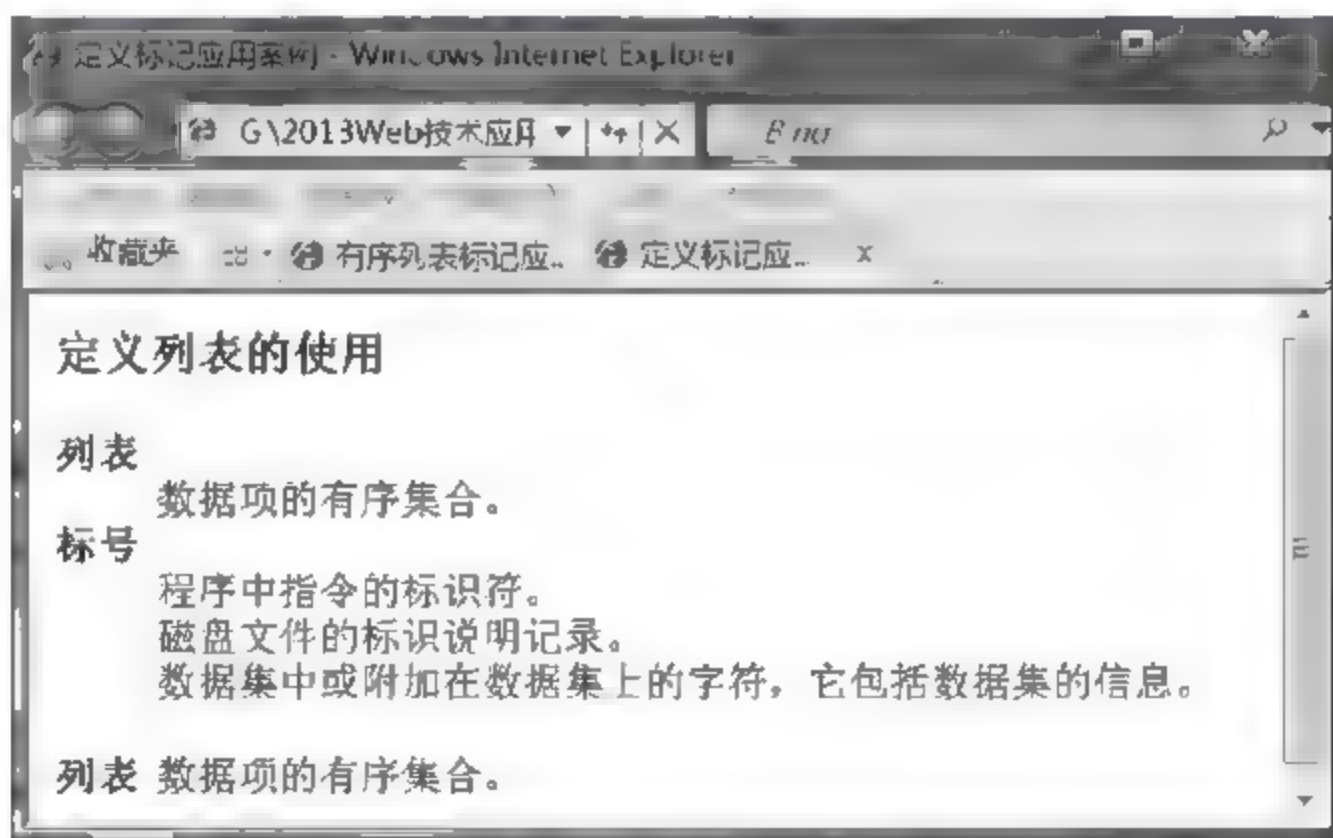 定义标记应用案例 - Windows Internet Explorer
G:\2013Web技术应用
收藏夹 有序列表标记应... 定义标记应... x
定义列表的使用
列表
数据项的有序集合。
标号
程序中指令的标识符。
磁盘文件的标识说明记录。
数据集中或附加在数据集上的字符，它包括数据集的信息。
列表 数据项的有序集合。